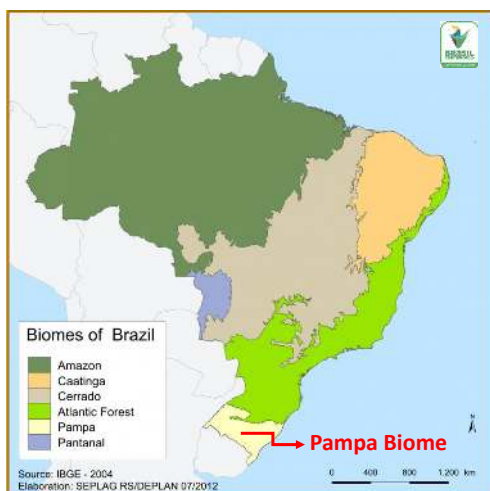 BRASIL
Biomes of Brazil
Amazon
Caatinga
Cerrado
Atlantic Forest
Pampa
Pantanal
Pampa Biome
N
0 400 800 1.200 km
Source: IBGE - 2004
Elaboration: SEPLAG RS/DEPLAN 07/2012